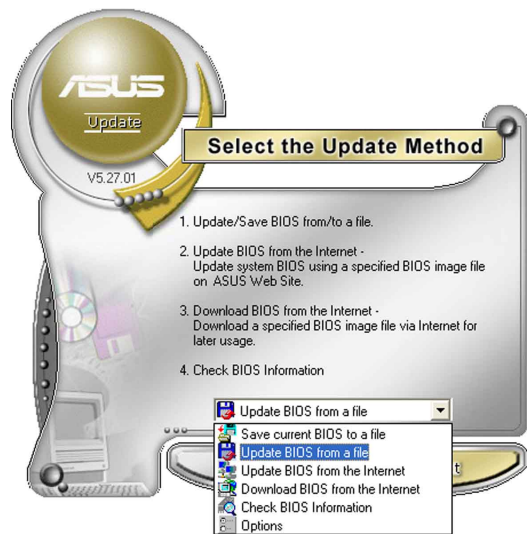 ASUS
Update
V5.27.01
Select the Update Method
1. Update/Save BIOS from/to a file.
2. Update BIOS from the Internet -
Update system BIOS using a specified BIOS image file
on ASUS Web Site.
3. Download BIOS from the Internet -
Download a specified BIOS image file via Internet for
later usage.
4. Check BIOS Information
Update BIOS from a file
Save current BIOS to a file
Update BIOS from a file
Update BIOS from the Internet
Download BIOS from the Internet
Check BIOS Information
Options